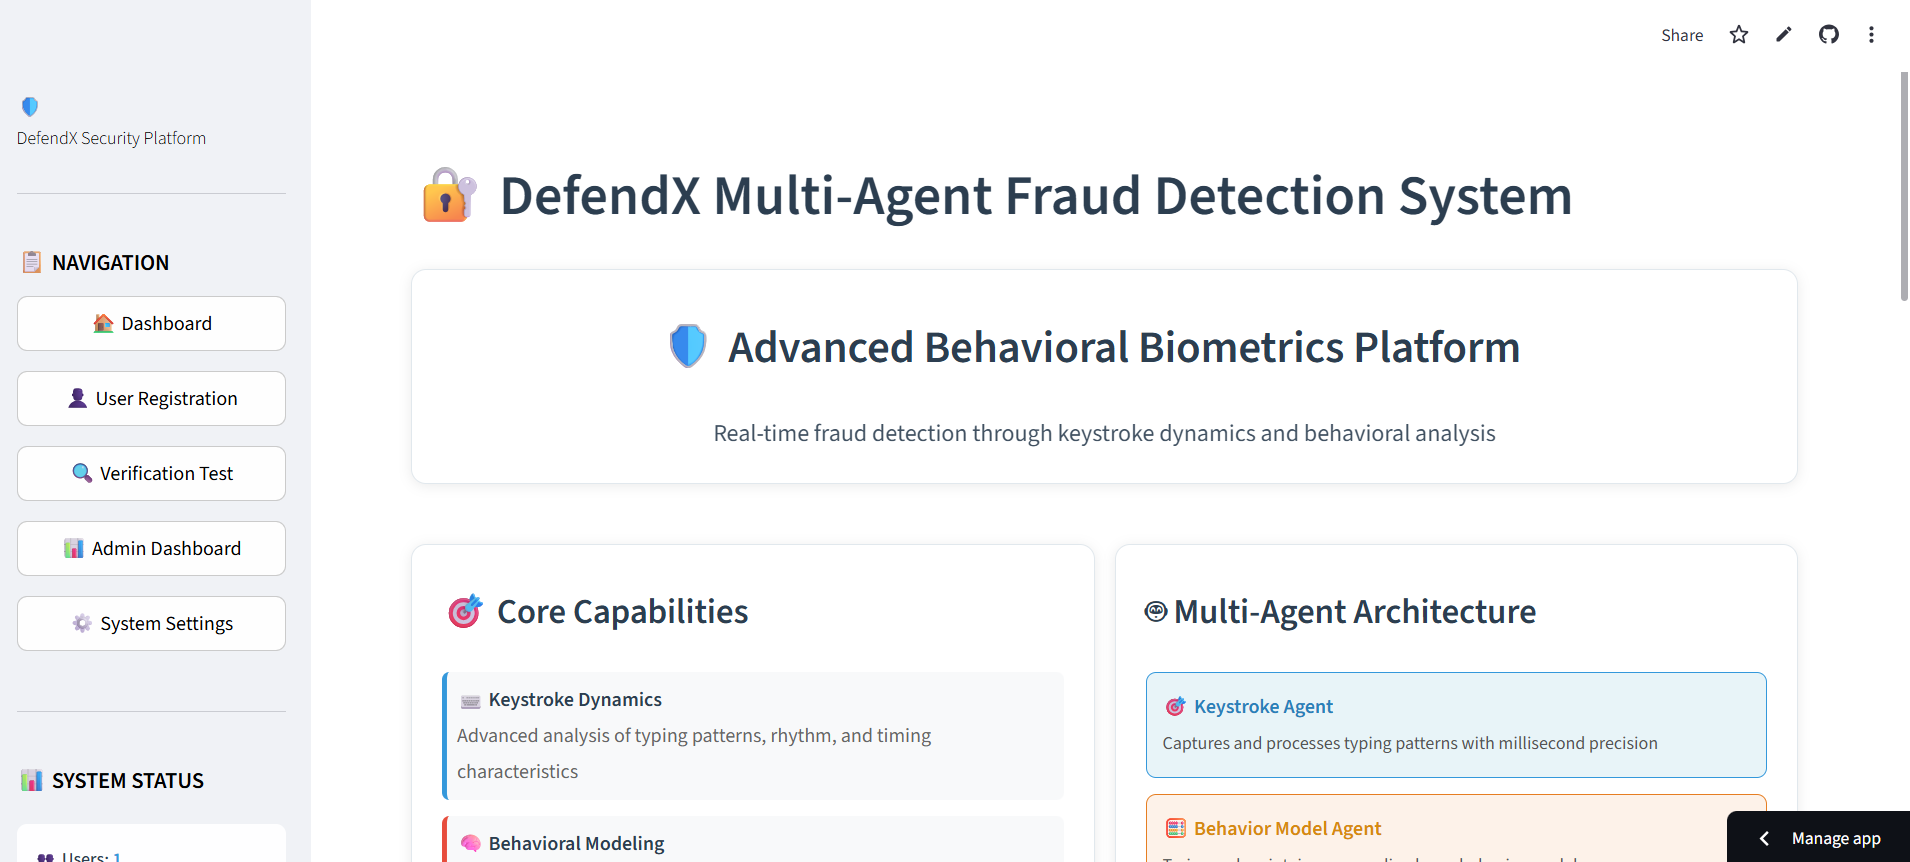 Share
DefendX Security Platform
NAVIGATION
Dashboard
User Registration
Verification Test
Admin Dashboard
System Settings
SYSTEM STATUS
Users: 1
DefendX Multi-Agent Fraud Detection System
Advanced Behavioral Biometrics Platform
Real-time fraud detection through keystroke dynamics and behavioral analysis
Core Capabilities
Keystroke Dynamics
Advanced analysis of typing patterns, rhythm, and timing
characteristics
Behavioral Modeling
Multi-Agent Architecture
Keystroke Agent
Captures and processes typing patterns with millisecond precision
Behavior Model Agent
Manage app